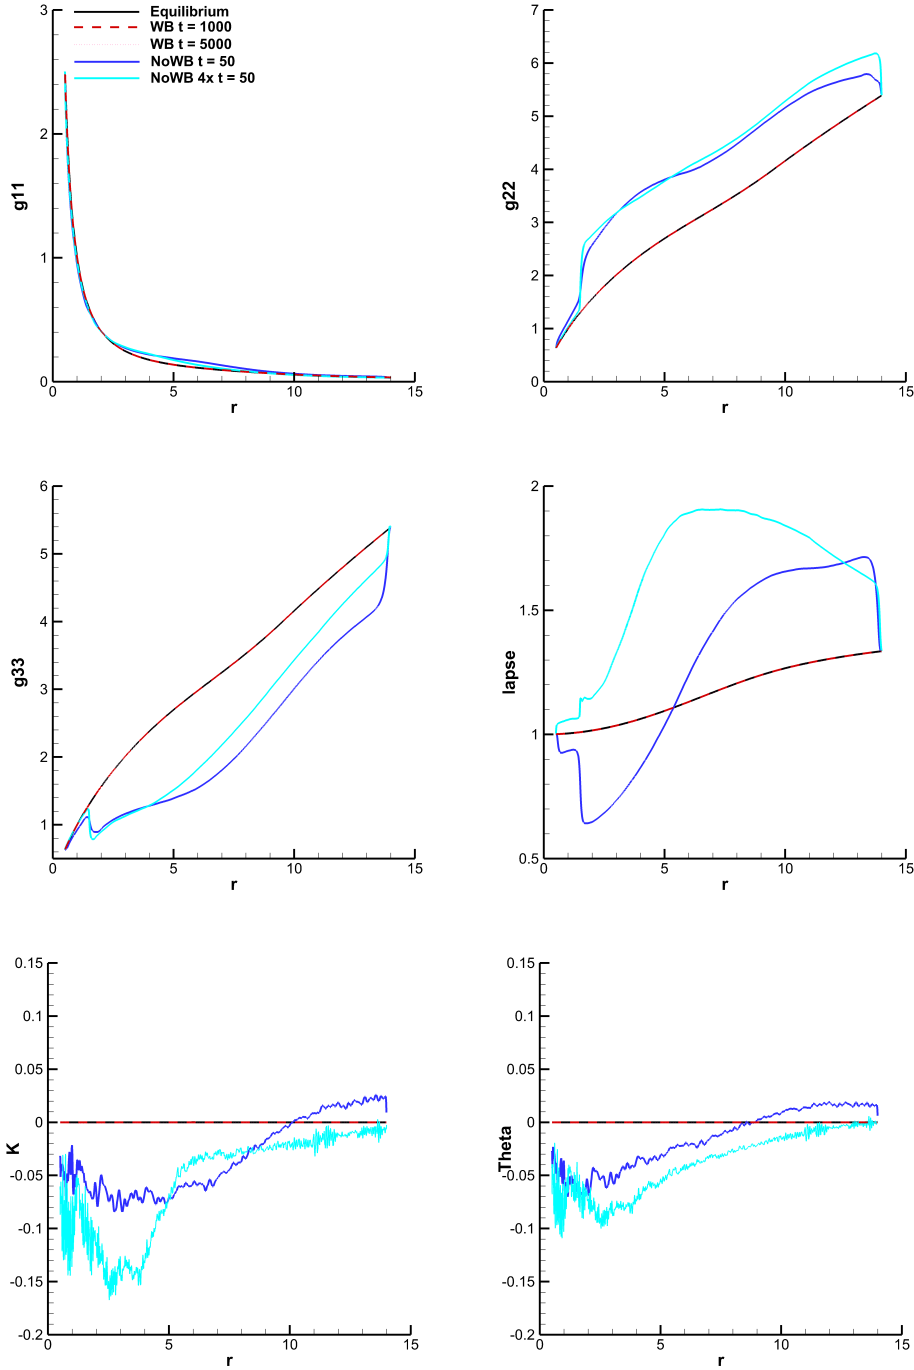 Equilibrium
WB t = 1000
WB t = 5000
NoWB t = 50
NoWB 4x t = 50
g11
3
2
1
0
0 5 10 15
r
g22
7
6
5
4
3
2
1
0
0 5 10 15
r
g33
6
5
4
3
2
1
0 5 10 15
r
lapse
2
1.5
1
0.5
0 5 10 15
r
K
0.15
0.1
0.05
0
-0.05
-0.1
-0.15
-0.2
0 5 10 15
r
Theta
0.15
0.1
0.05
0
-0.05
-0.1
-0.15
-0.2
0 5 10 15
r